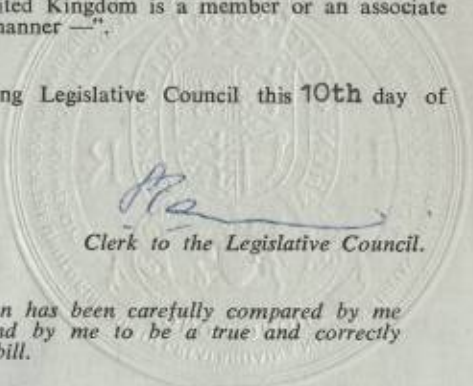 ited Kingdom is a member or an associate
nanner —".
ng Legislative Council this 10th day of
Clerk to the Legislative Council.
n has been carefully compared by me
nd by me to be a true and correctly
bill.